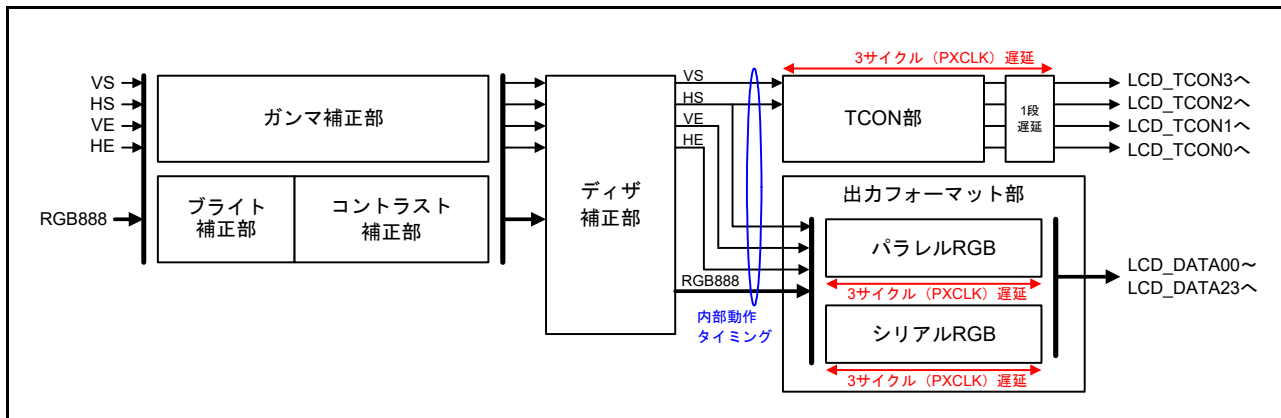 VS
HS
VE
HE
RGB888
ガンマ補正部
ブライト
補正部
コントラスト
補正部
ディザ
補正部
VS
HS
VE
HE
RGB888
内部動作
タイミング
3サイクル（PXCLK）遅延
TCON部
1段
遅延
LCD_TCON3へ
LCD_TCON2へ
LCD_TCON1へ
LCD_TCON0へ
出力フォーマット部
パラレルRGB
3サイクル（PXCLK）遅延
シリアルRGB
3サイクル（PXCLK）遅延
LCD_DATA00～
LCD_DATA23へ